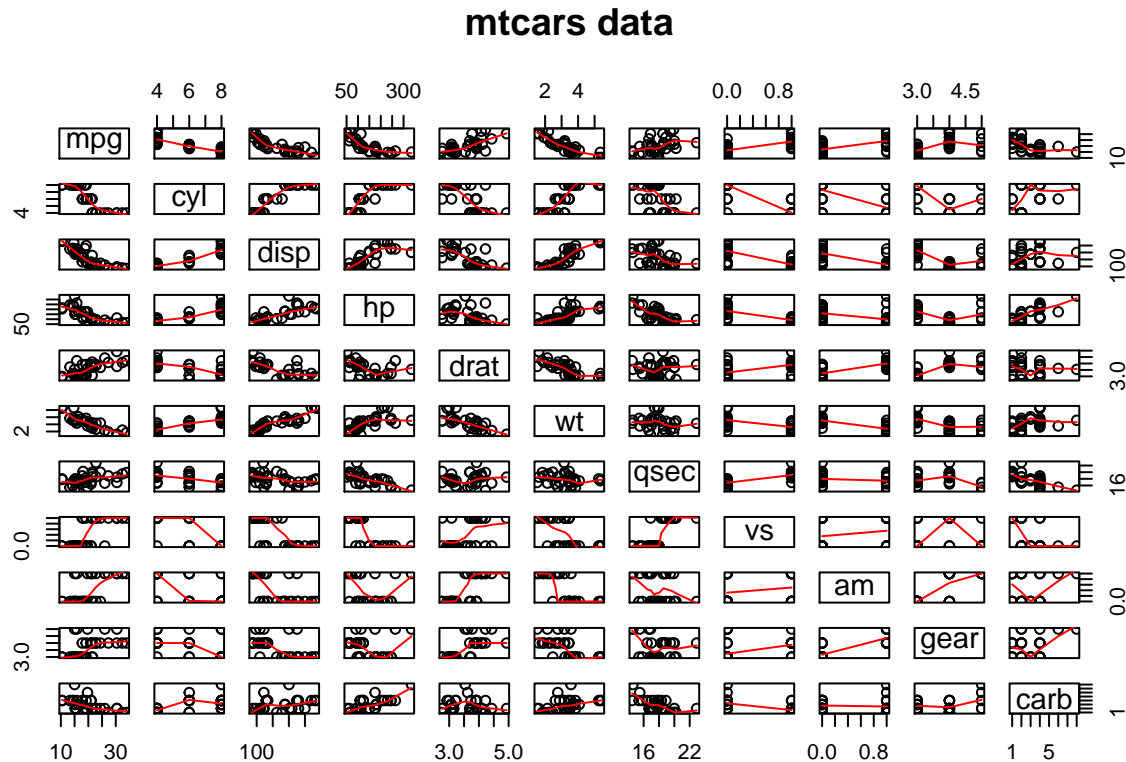 mtcars data
4 6 8 50 300 2 4 0.0 0.8 3.0 4.5
mpg 10
4 cyl
disp 100
50 hp
drat 3.0
2 wt
qsec 16
0.0 vs
am 0.0
3.0 gear
carb 1
10 30 100 3.0 5.0 16 22 0.0 0.8 1 5